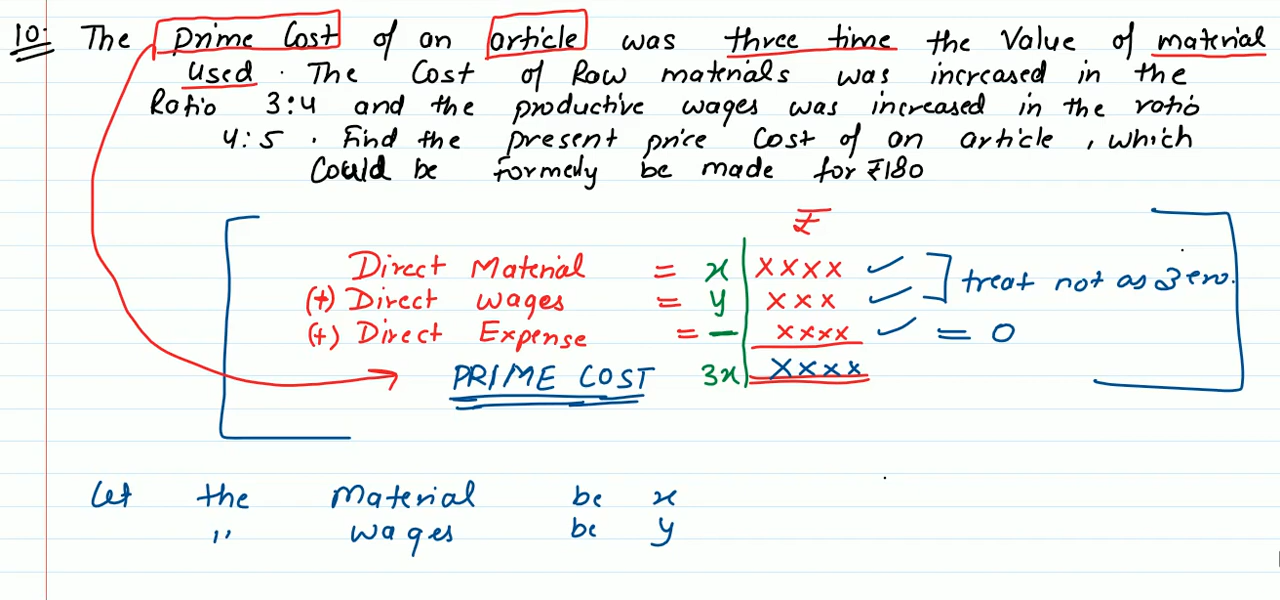 10. The Prime Cost of an article was three time the Value of material
used. The Cost of Raw materials was increased in the
Ratio 3:4 and the productive wages was increased in the ratio
4:5. Find the present price Cost of an article, which
Could be formerly be made for ₹180
₹
Direct Material = x xxxx ✓ treat not as zero.
(+) Direct wages = y xxx ✓
(+) Direct Expense = — xxxx ✓ = 0
PRIME COST 3x xxxx
Let the Material be x
" wages be y